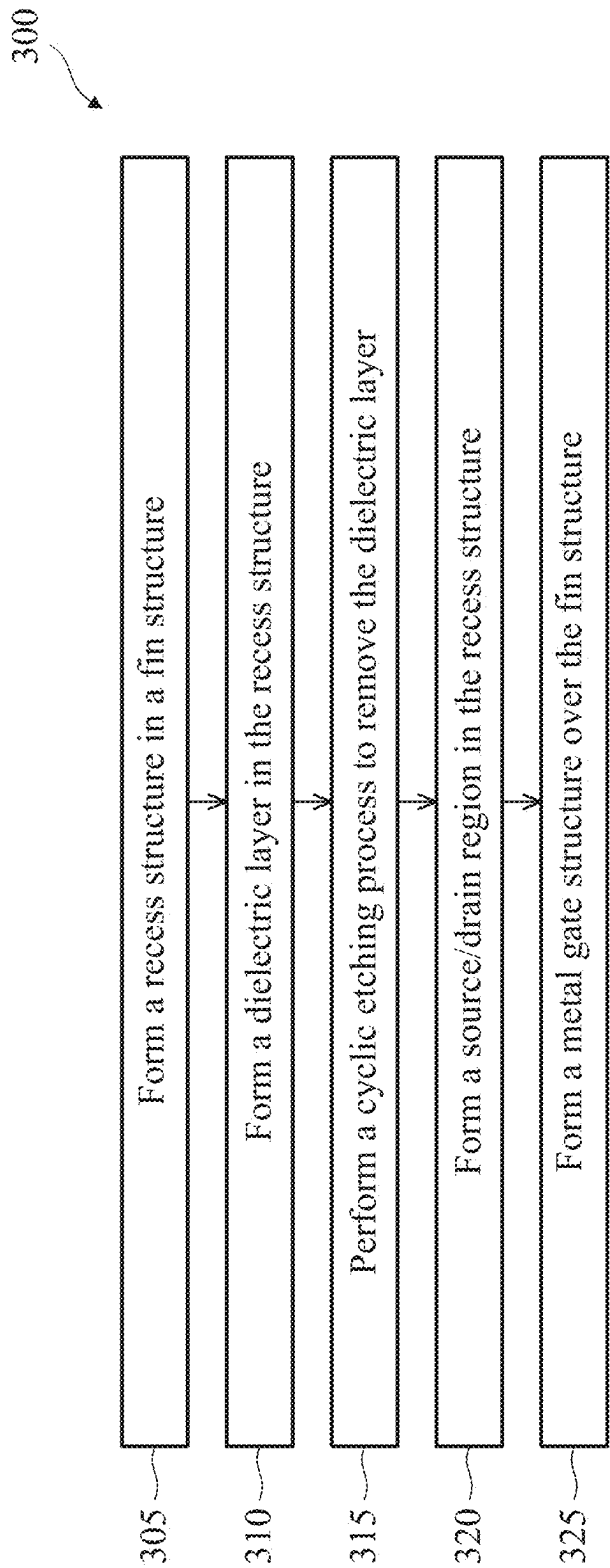 300
305
Form a recess structure in a fin structure
310
Form a dielectric layer in the recess structure
315
Perform a cyclic etching process to remove the dielectric layer
320
Form a source/drain region in the recess structure
325
Form a metal gate structure over the fin structure